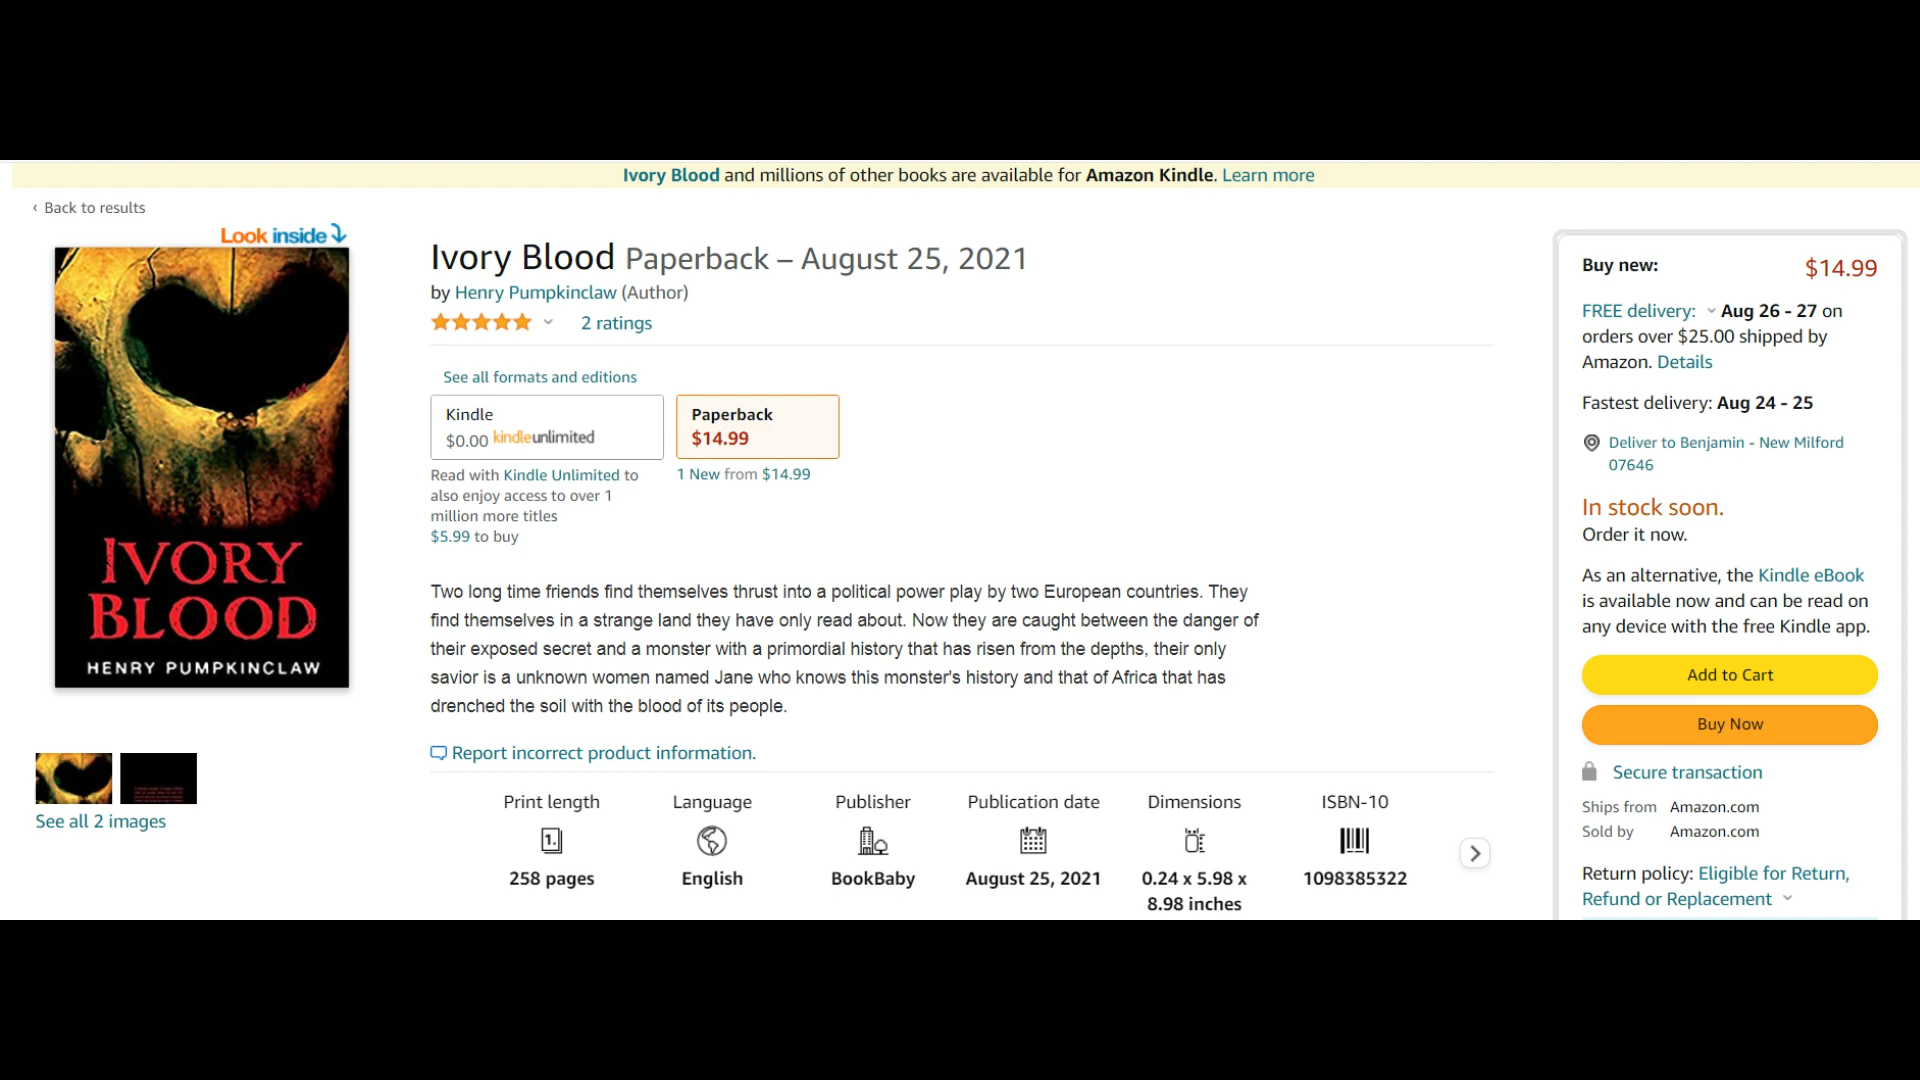 Ivory Blood and millions of other books are available for Amazon Kindle. Learn more
‹ Back to results
Look inside
IVORY
BLOOD
HENRY PUMPKINCLAW
See all 2 images
Ivory Blood Paperback – August 25, 2021
by Henry Pumpkinclaw (Author)
2 ratings
See all formats and editions
Kindle
$0.00 kindleunlimited
Read with Kindle Unlimited to
also enjoy access to over 1
million more titles
$5.99 to buy
Paperback
$14.99
1 New from $14.99
Two long time friends find themselves thrust into a political power play by two European countries. They
find themselves in a strange land they have only read about. Now they are caught between the danger of
their exposed secret and a monster with a primordial history that has risen from the depths, their only
savior is a unknown women named Jane who knows this monster's history and that of Africa that has
drenched the soil with the blood of its people.
Report incorrect product information.
Print length
1.
258 pages
Language
English
Publisher
BookBaby
Publication date
August 25, 2021
Dimensions
0.24 x 5.98 x
8.98 inches
ISBN-10
1098385322
Buy new: $14.99
FREE delivery: Aug 26 - 27 on
orders over $25.00 shipped by
Amazon. Details
Fastest delivery: Aug 24 - 25
Deliver to Benjamin - New Milford
07646
In stock soon.
Order it now.
As an alternative, the Kindle eBook
is available now and can be read on
any device with the free Kindle app.
Add to Cart
Buy Now
Secure transaction
Ships from Amazon.com
Sold by Amazon.com
Return policy: Eligible for Return,
Refund or Replacement